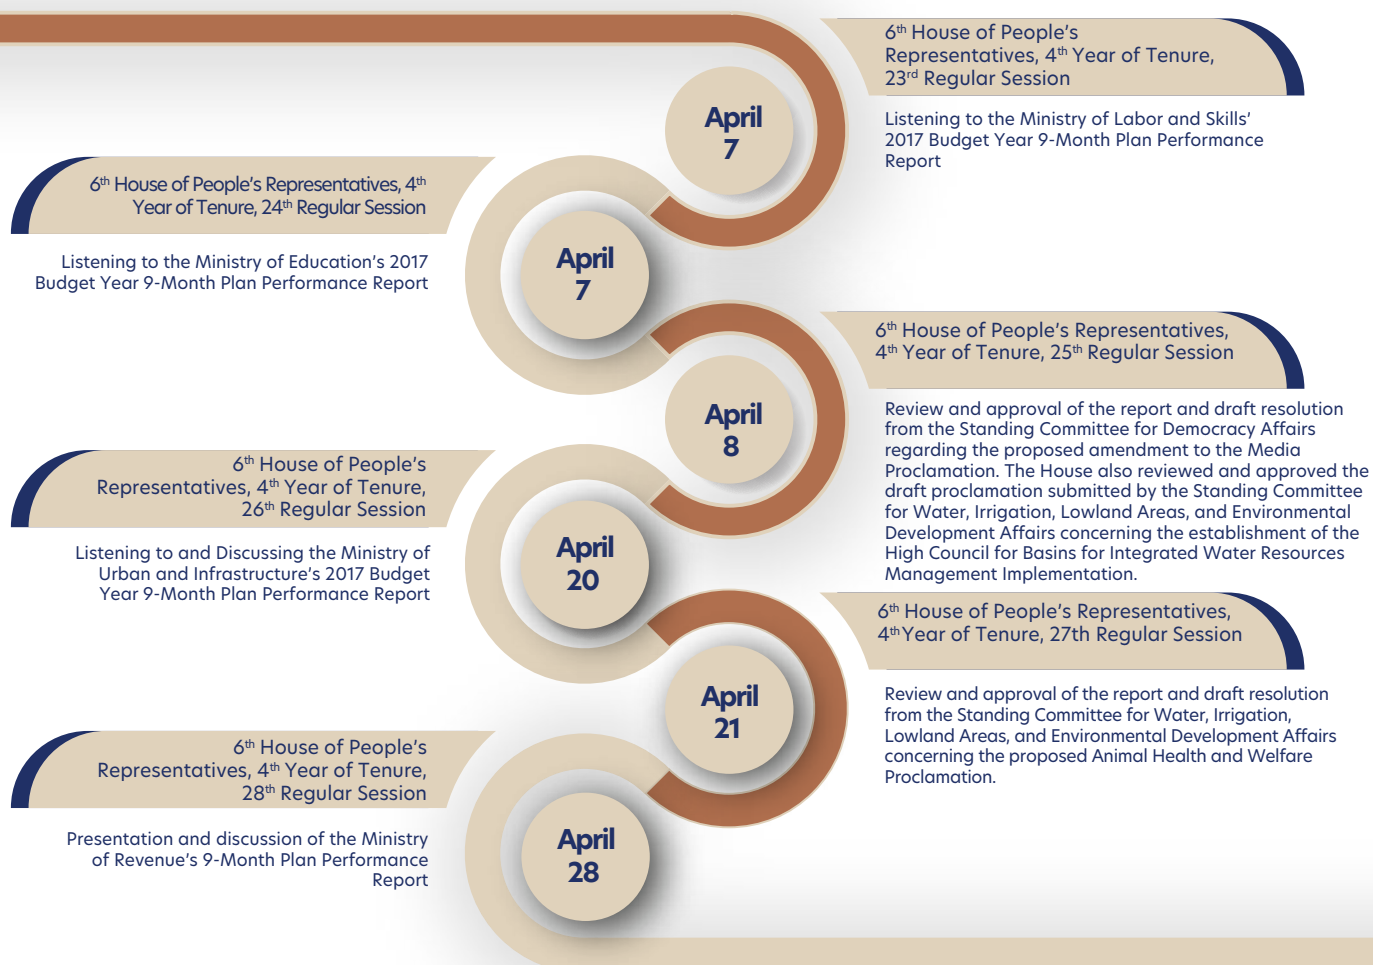 April
7
6th House of People's
Representatives, 4th Year of Tenure,
23rd Regular Session
Listening to the Ministry of Labor and Skills'
2017 Budget Year 9-Month Plan Performance
Report
April
7
6th House of People's Representatives, 4th
Year of Tenure, 24th Regular Session
Listening to the Ministry of Education's 2017
Budget Year 9-Month Plan Performance Report
April
8
6th House of People's Representatives,
4th Year of Tenure, 25th Regular Session
Review and approval of the report and draft resolution
from the Standing Committee for Democracy Affairs
regarding the proposed amendment to the Media
Proclamation. The House also reviewed and approved the
draft proclamation submitted by the Standing Committee
for Water, Irrigation, Lowland Areas, and Environmental
Development Affairs concerning the establishment of the
High Council for Basins for Integrated Water Resources
Management Implementation.
April
20
6th House of People's
Representatives, 4th Year of Tenure,
26th Regular Session
Listening to and Discussing the Ministry of
Urban and Infrastructure's 2017 Budget
Year 9-Month Plan Performance Report
April
21
6th House of People's Representatives,
4th Year of Tenure, 27th Regular Session
Review and approval of the report and draft resolution
from the Standing Committee for Water, Irrigation,
Lowland Areas, and Environmental Development Affairs
concerning the proposed Animal Health and Welfare
Proclamation.
April
28
6th House of People's
Representatives, 4th Year of Tenure,
28th Regular Session
Presentation and discussion of the Ministry
of Revenue's 9-Month Plan Performance
Report